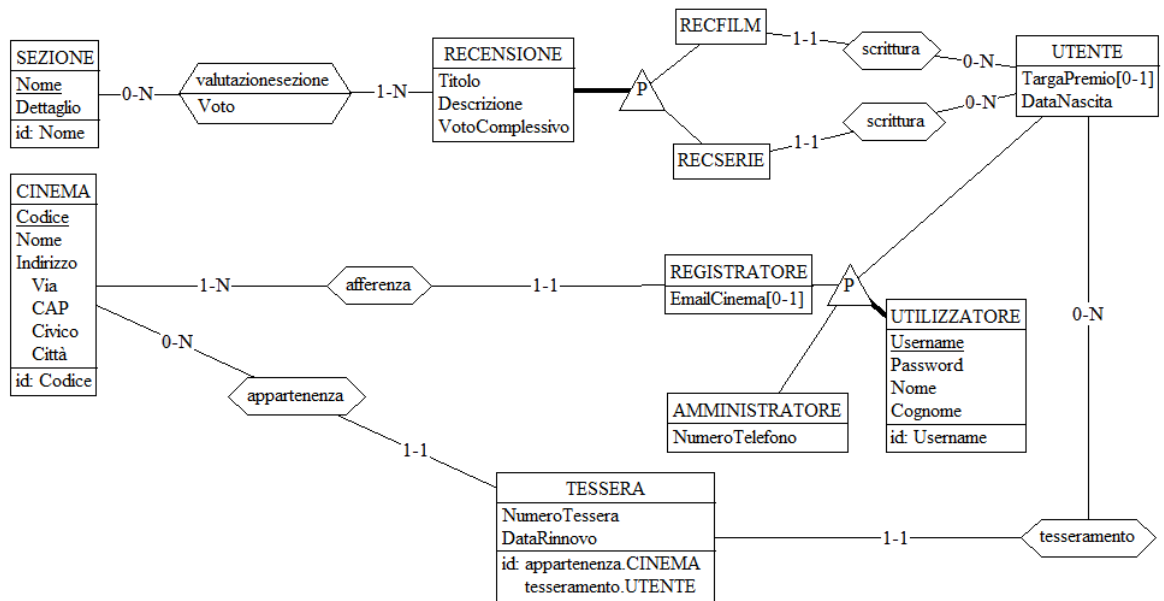 SEZIONE
Nome
Dettaglio
id: Nome
0-N
valutazionesezione
Voto
1-N
RECENSIONE
Titolo
Descrizione
VotoComplessivo
P
RECFILM
1-1
scrittura
0-N
RECSERIE
1-1
scrittura
0-N
UTENTE
TargaPremio[0-1]
DataNascita
CINEMA
Codice
Nome
Indirizzo
Via
CAP
Civico
Città
id: Codice
1-N
afferenza
1-1
REGISTRATORE
EmailCinema[0-1]
P
UTILIZZATORE
Username
Password
Nome
Cognome
id: Username
AMMINISTRATORE
NumeroTelefono
0-N
0-N
appartenenza
1-1
TESSERA
NumeroTessera
DataRinnovo
id: appartenenza.CINEMA
tesseramento.UTENTE
1-1
tesseramento